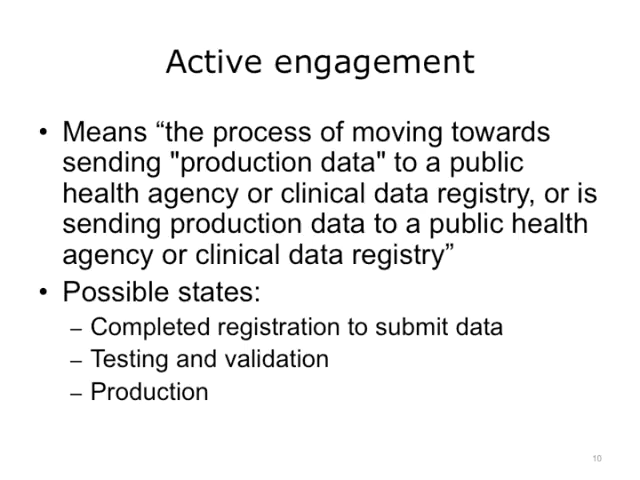 Active engagement
• Means “the process of moving towards
sending "production data" to a public
health agency or clinical data registry, or is
sending production data to a public health
agency or clinical data registry”
• Possible states:
– Completed registration to submit data
– Testing and validation
– Production
10